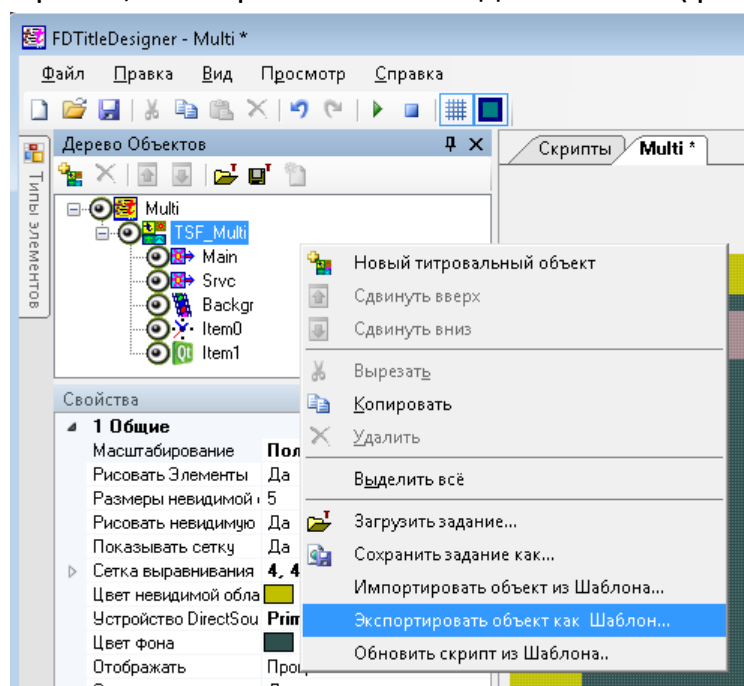 FDTitleDesigner - Multi *
Файл Правка Вид Просмотр Справка
Типы элементов
Дерево Объектов
Скрипты Multi *
Multi
TSF_Multi
Main
Srvc
Backgr
Item0
Item1
Новый титровальный объект
Сдвинуть вверх
Сдвинуть вниз
Вырезать
Копировать
Удалить
Выделить всё
Загрузить задание...
Сохранить задание как...
Импортировать объект из Шаблона...
Экспортировать объект как Шаблон...
Обновить скрипт из Шаблона..
Свойства
1 Общие
Масштабирование Пол
Рисовать Элементы Да
Размеры невидимой 5
Рисовать невидимую Да
Показывать сетку Да
Сетка выравнивания 4, 4
Цвет невидимой обла
Устройство DirectSou Prim
Цвет фона
Отображать Про